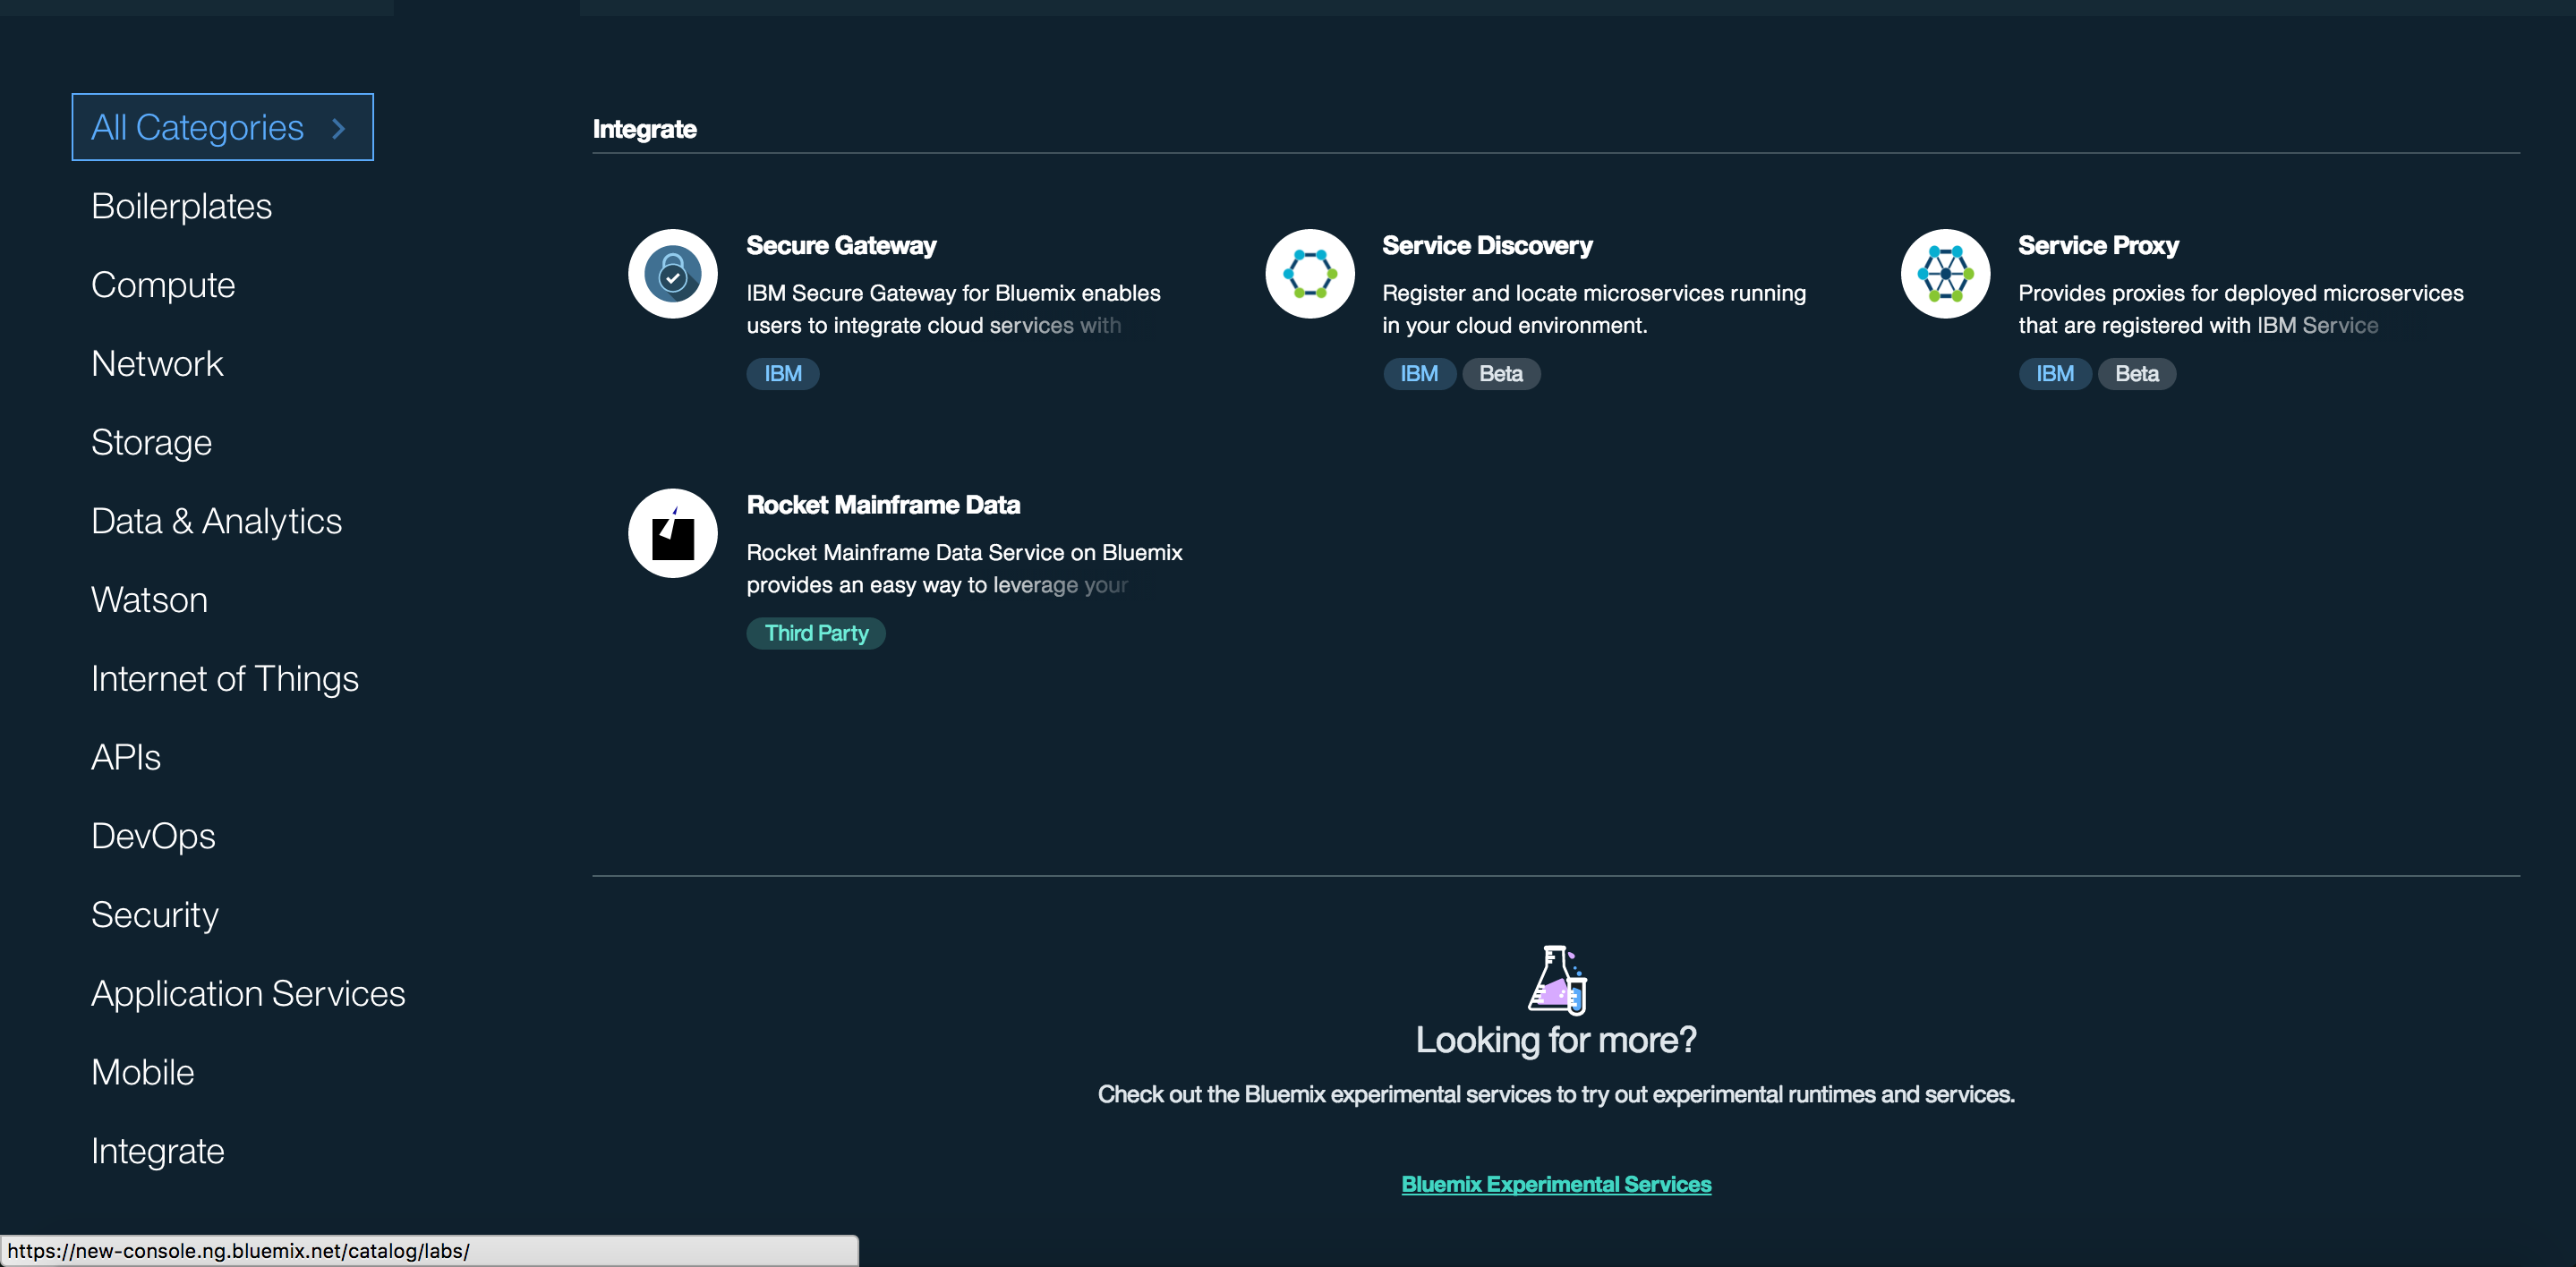 All Categories
Boilerplates
Compute
Network
Storage
Data & Analytics
Watson
Internet of Things
APIs
DevOps
Security
Application Services
Mobile
Integrate
Integrate
Secure Gateway
IBM Secure Gateway for Bluemix enables
users to integrate cloud services with
IBM
Service Discovery
Register and locate microservices running
in your cloud environment.
IBM Beta
Service Proxy
Provides proxies for deployed microservices
that are registered with IBM Service
IBM Beta
Rocket Mainframe Data
Rocket Mainframe Data Service on Bluemix
provides an easy way to leverage your
Third Party
Looking for more?
Check out the Bluemix experimental services to try out experimental runtimes and services.
Bluemix Experimental Services
https://new-console.ng.bluemix.net/catalog/labs/